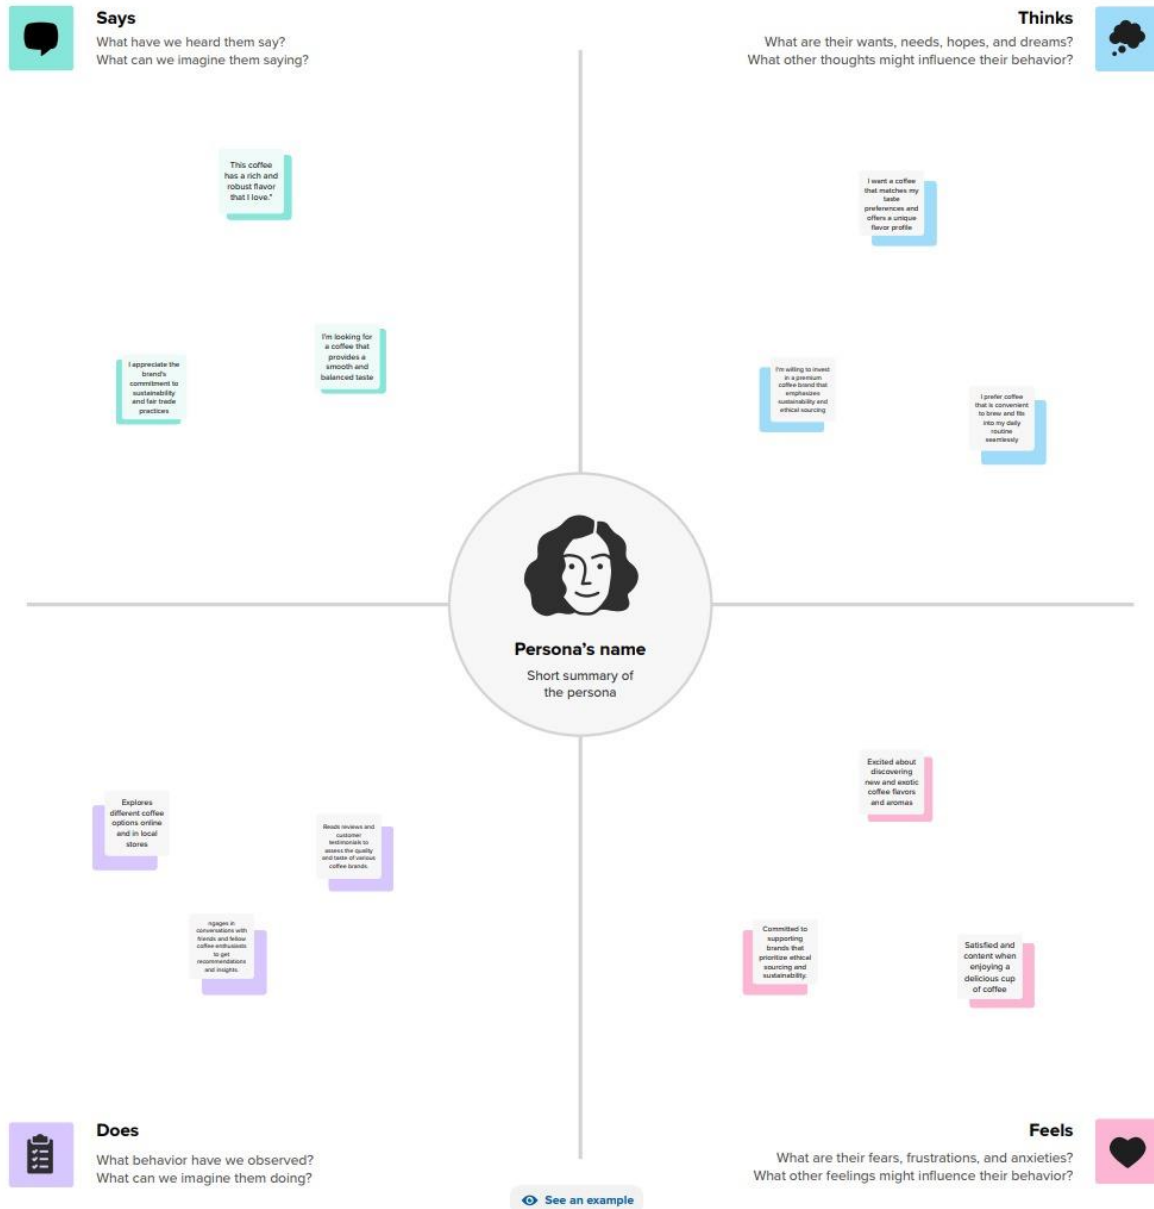 Says
What have we heard them say?
What can we imagine them saying?
Thinks
What are their wants, needs, hopes, and dreams?
What other thoughts might influence their behavior?
This coffee
has a rich and
robust flavor
that I love."
I'm looking for
a coffee that
provides a
smooth and
balanced taste
I appreciate the
brand's
commitment to
sustainability
and fair trade
practices
I want a coffee
that matches my
taste
preferences and
offers a unique
flavor profile
I'm willing to invest
in a premium
coffee brand that
emphasizes
sustainability and
ethical sourcing
I prefer coffee
that is convenient
to brew and fits
into my daily
routine
seamlessly
Persona's name
Short summary of
the persona
Explores
different coffee
options online
and in local
stores
Reads reviews and
customer
testimonials to
assess the quality
and taste of various
coffee brands.
ngages in
conversations with
friends and fellow
coffee enthusiasts
to get
recommendations
and insights.
Excited about
discovering
new and exotic
coffee flavors
and aromas
Committed to
supporting
brands that
prioritize ethical
sourcing and
sustainability.
Satisfied and
content when
enjoying a
delicious cup
of coffee
Does
What behavior have we observed?
What can we imagine them doing?
Feels
What are their fears, frustrations, and anxieties?
What other feelings might influence their behavior?
See an example